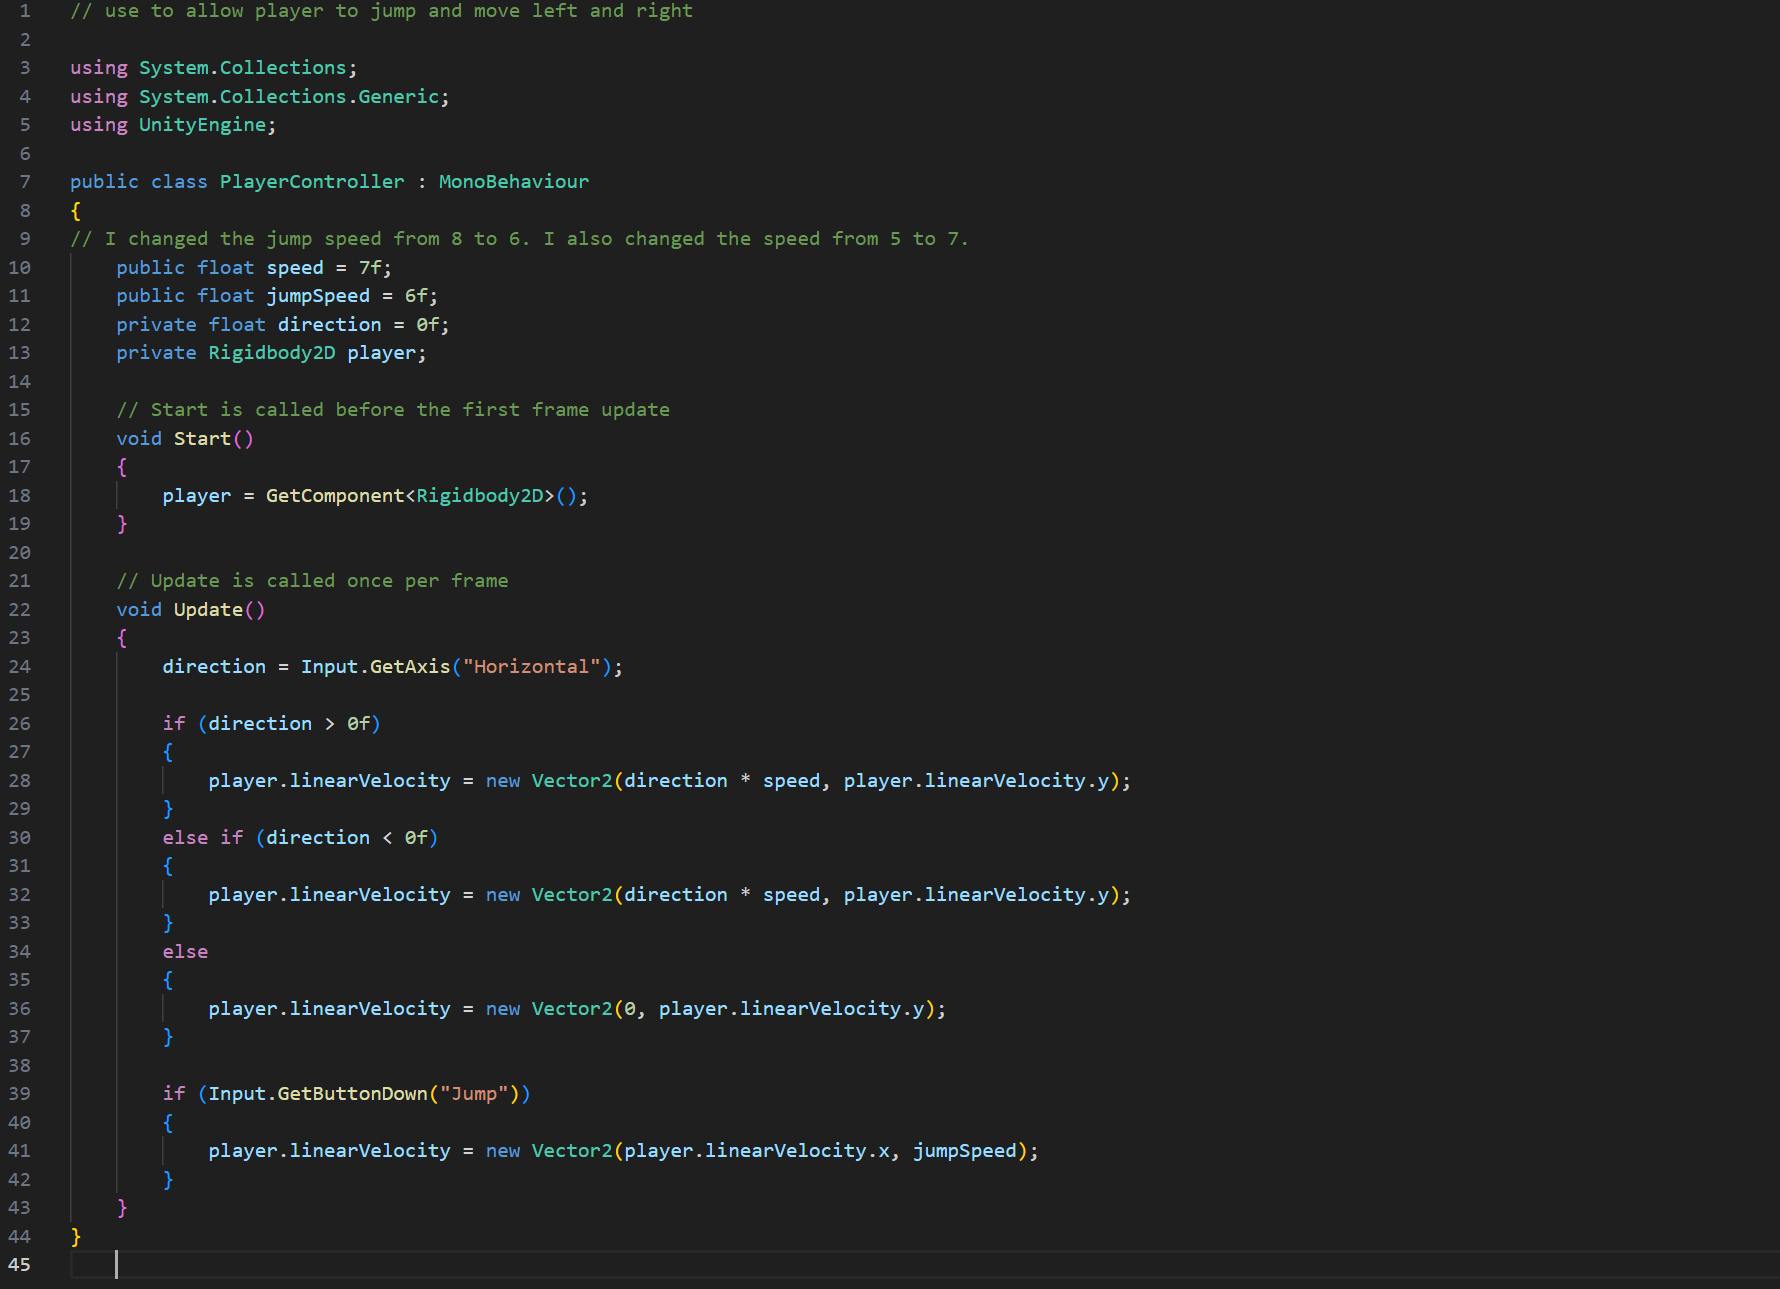 1 // use to allow player to jump and move left and right
2
3 using System.Collections;
4 using System.Collections.Generic;
5 using UnityEngine;
6
7 public class PlayerController : MonoBehaviour
8 {
9 // I changed the jump speed from 8 to 6. I also changed the speed from 5 to 7.
10     public float speed = 7f;
11     public float jumpSpeed = 6f;
12     private float direction = 0f;
13     private Rigidbody2D player;
14
15     // Start is called before the first frame update
16     void Start()
17     {
18         player = GetComponent<Rigidbody2D>();
19     }
20
21     // Update is called once per frame
22     void Update()
23     {
24         direction = Input.GetAxis("Horizontal");
25
26         if (direction > 0f)
27         {
28             player.linearVelocity = new Vector2(direction * speed, player.linearVelocity.y);
29         }
30         else if (direction < 0f)
31         {
32             player.linearVelocity = new Vector2(direction * speed, player.linearVelocity.y);
33         }
34         else
35         {
36             player.linearVelocity = new Vector2(0, player.linearVelocity.y);
37         }
38
39         if (Input.GetButtonDown("Jump"))
40         {
41             player.linearVelocity = new Vector2(player.linearVelocity.x, jumpSpeed);
42         }
43     }
44 }
45